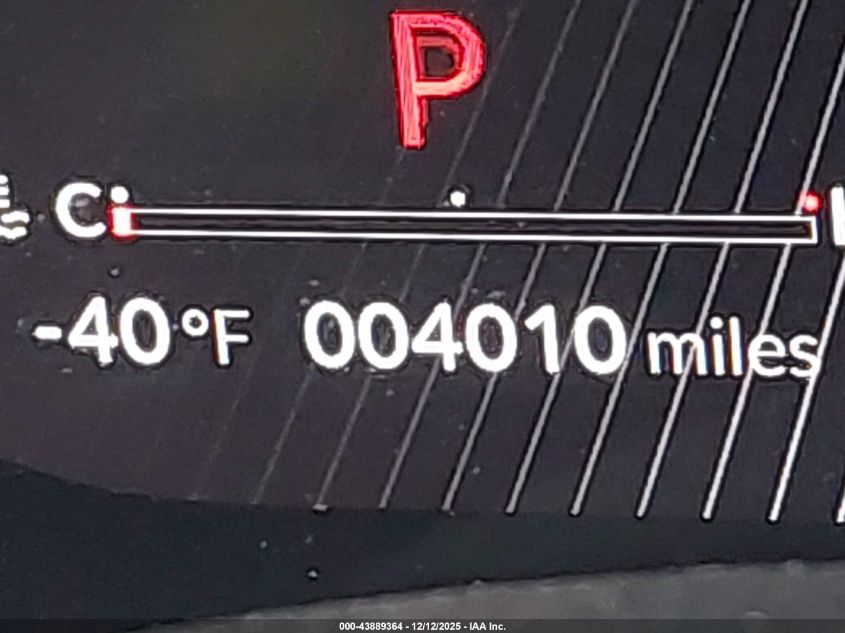 P
C
-40°F 004010 miles
000-43889364 - 12/12/2025 - IAA Inc.